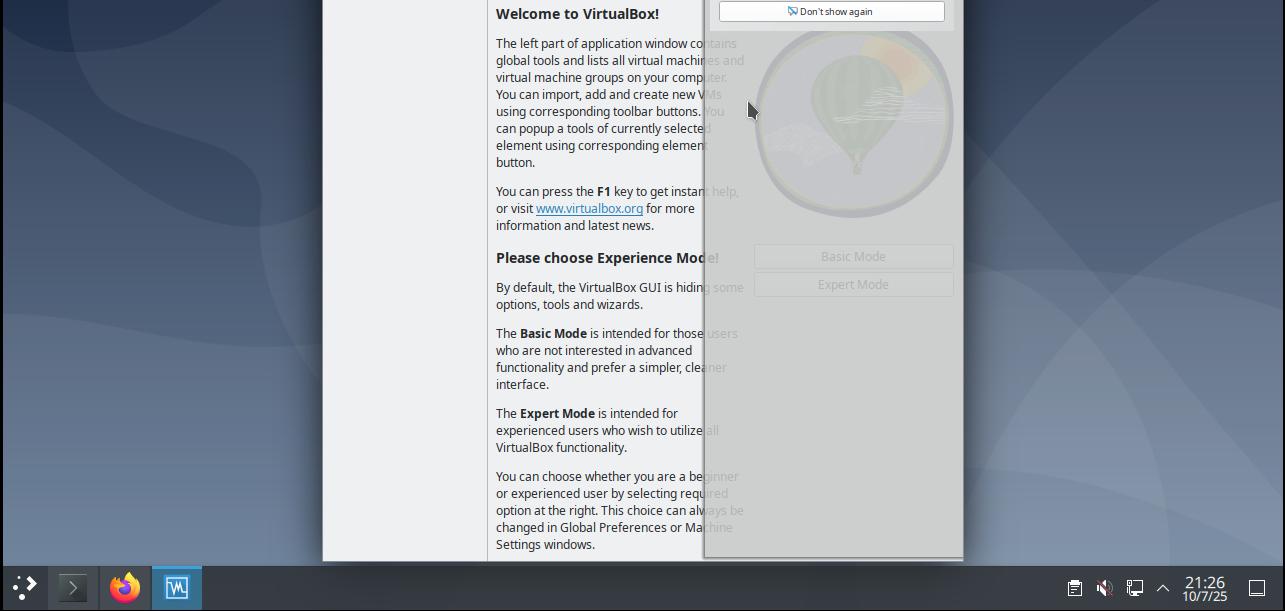 Don't show again
Welcome to VirtualBox!
The left part of application window contains
global tools and lists all virtual machines and
virtual machine groups on your computer.
You can import, add and create new VMs
using corresponding toolbar buttons. You
can popup a tools of currently selected
element using corresponding element
button.
You can press the F1 key to get instant help,
or visit www.virtualbox.org for more
information and latest news.
Please choose Experience Mode!
By default, the VirtualBox GUI is hiding some
options, tools and wizards.
The Basic Mode is intended for those users
who are not interested in advanced
functionality and prefer a simpler, cleaner
interface.
The Expert Mode is intended for
experienced users who wish to utilize all
VirtualBox functionality.
You can choose whether you are a beginner
or experienced user by selecting required
option at the right. This choice can always be
changed in Global Preferences or Machine
Settings windows.
Basic Mode
Expert Mode
21:26
10/7/25